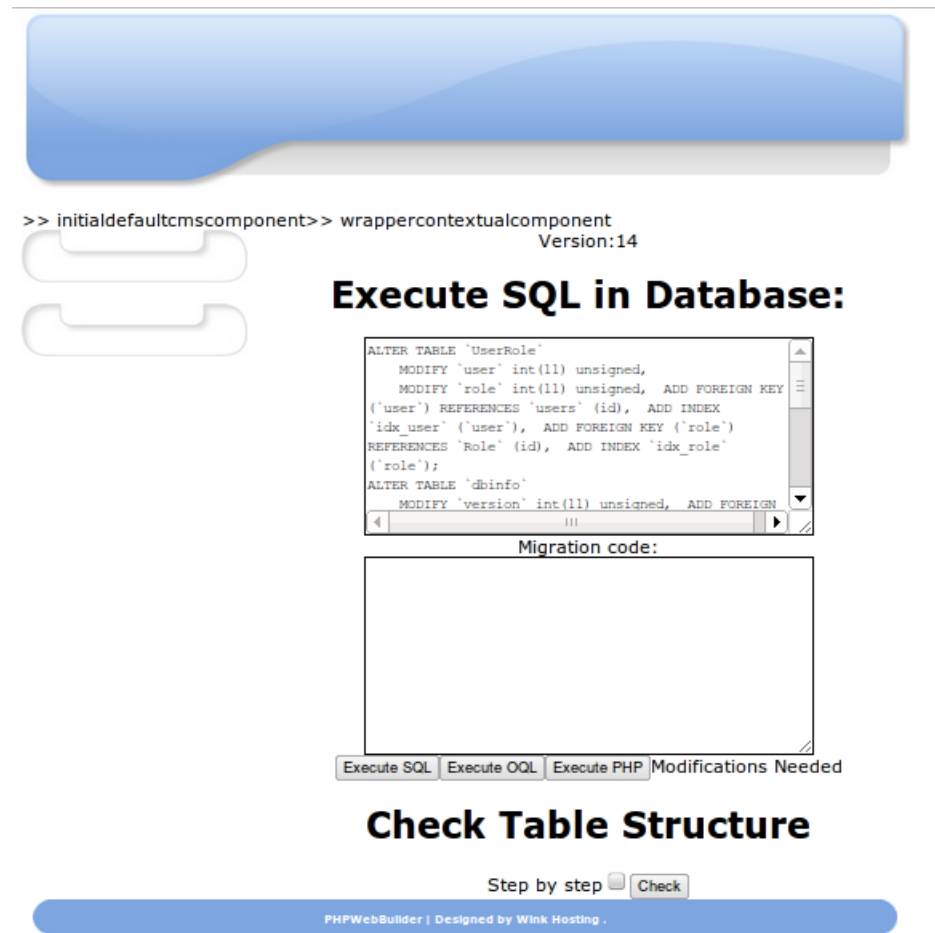 >> initialdefaultcmscomponent>> wrappercontextualcomponent
Version:14
Execute SQL in Database:
ALTER TABLE `UserRole`
    MODIFY `user` int(11) unsigned,
    MODIFY `role` int(11) unsigned,  ADD FOREIGN KEY
(`user`) REFERENCES `users` (id),  ADD INDEX
`idx_user` (`user`),  ADD FOREIGN KEY (`role`)
REFERENCES `Role` (id),  ADD INDEX `idx_role`
(`role`);
ALTER TABLE `dbinfo`
    MODIFY `version` int(11) unsigned,  ADD FOREIGN
Migration code:
Execute SQL Execute OQL Execute PHP Modifications Needed
Check Table Structure
Step by step Check
PHPWebBuilder | Designed by Wink Hosting .